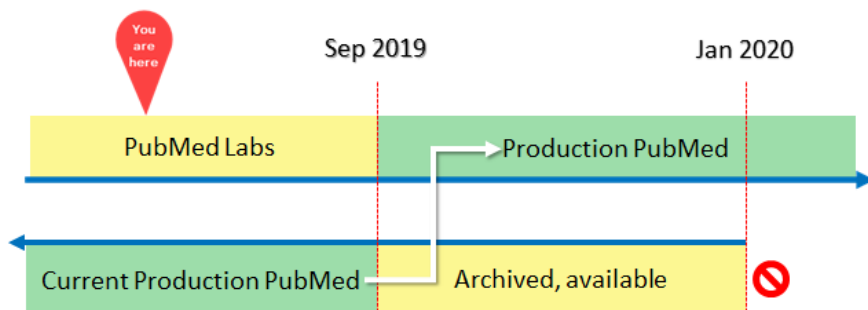 You
are
here
Sep 2019
Jan 2020
PubMed Labs
Production PubMed
Current Production PubMed
Archived, available